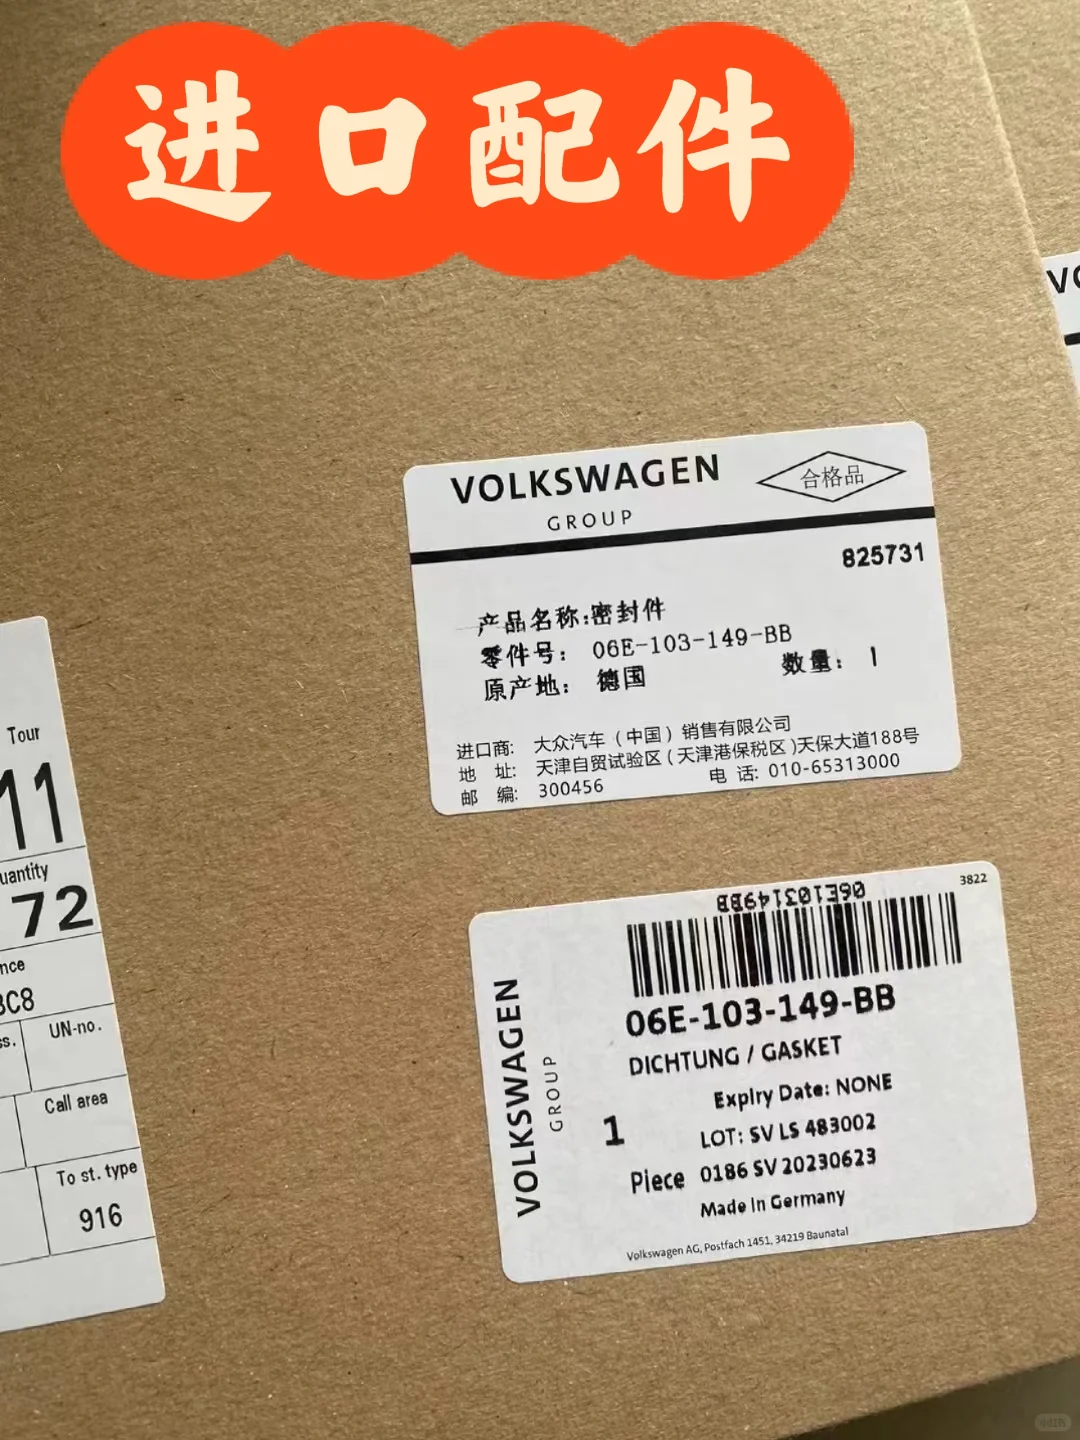 进口配件
VOLKSWAGEN
GROUP
合格品
825731
产品名称:密封件
零件号: 06E-103-149-BB
原产地: 德国
数量: 1
进口商: 大众汽车(中国)销售有限公司
地 址: 天津自贸试验区(天津港保税区)天保大道188号
邮 编: 300456
电 话: 010-65313000
Tour
11
72
UN-no.
Call area
To st. type
916
VOLKSWAGEN
GROUP
3822
06E103149BB
06E-103-149-BB
DICHTUNG / GASKET
Expiry Date: NONE
1
Piece
LOT: SV LS 483002
0186 SV 20230623
Made in Germany
Volkswagen AG, Postfach 1451, 34219 Baunatal
小红书